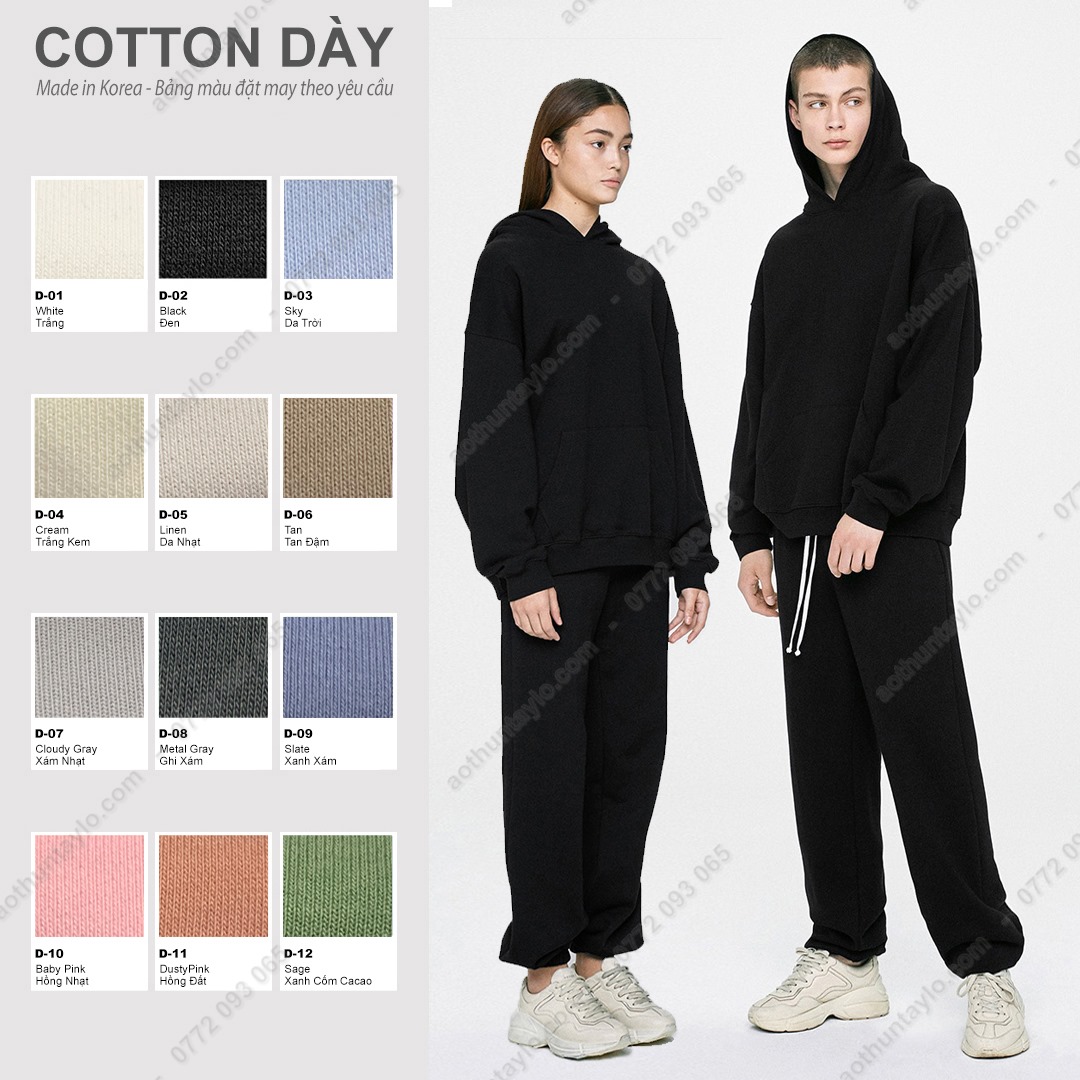 COTTON DÀY
Made in Korea - Bảng màu đặt may theo yêu cầu
D-01
White
Trắng
D-02
Black
Đen
D-03
Sky
Da Trời
D-04
Cream
Trắng Kem
D-05
Linen
Da Nhạt
D-06
Tan
Tan Đậm
D-07
Cloudy Gray
Xám Nhạt
D-08
Metal Gray
Ghi Xám
D-09
Slate
Xanh Xám
D-10
Baby Pink
Hồng Nhạt
D-11
DustyPink
Hồng Đất
D-12
Sage
Xanh Cốm Cacao
aothuntaylo.com - 0772 093 065